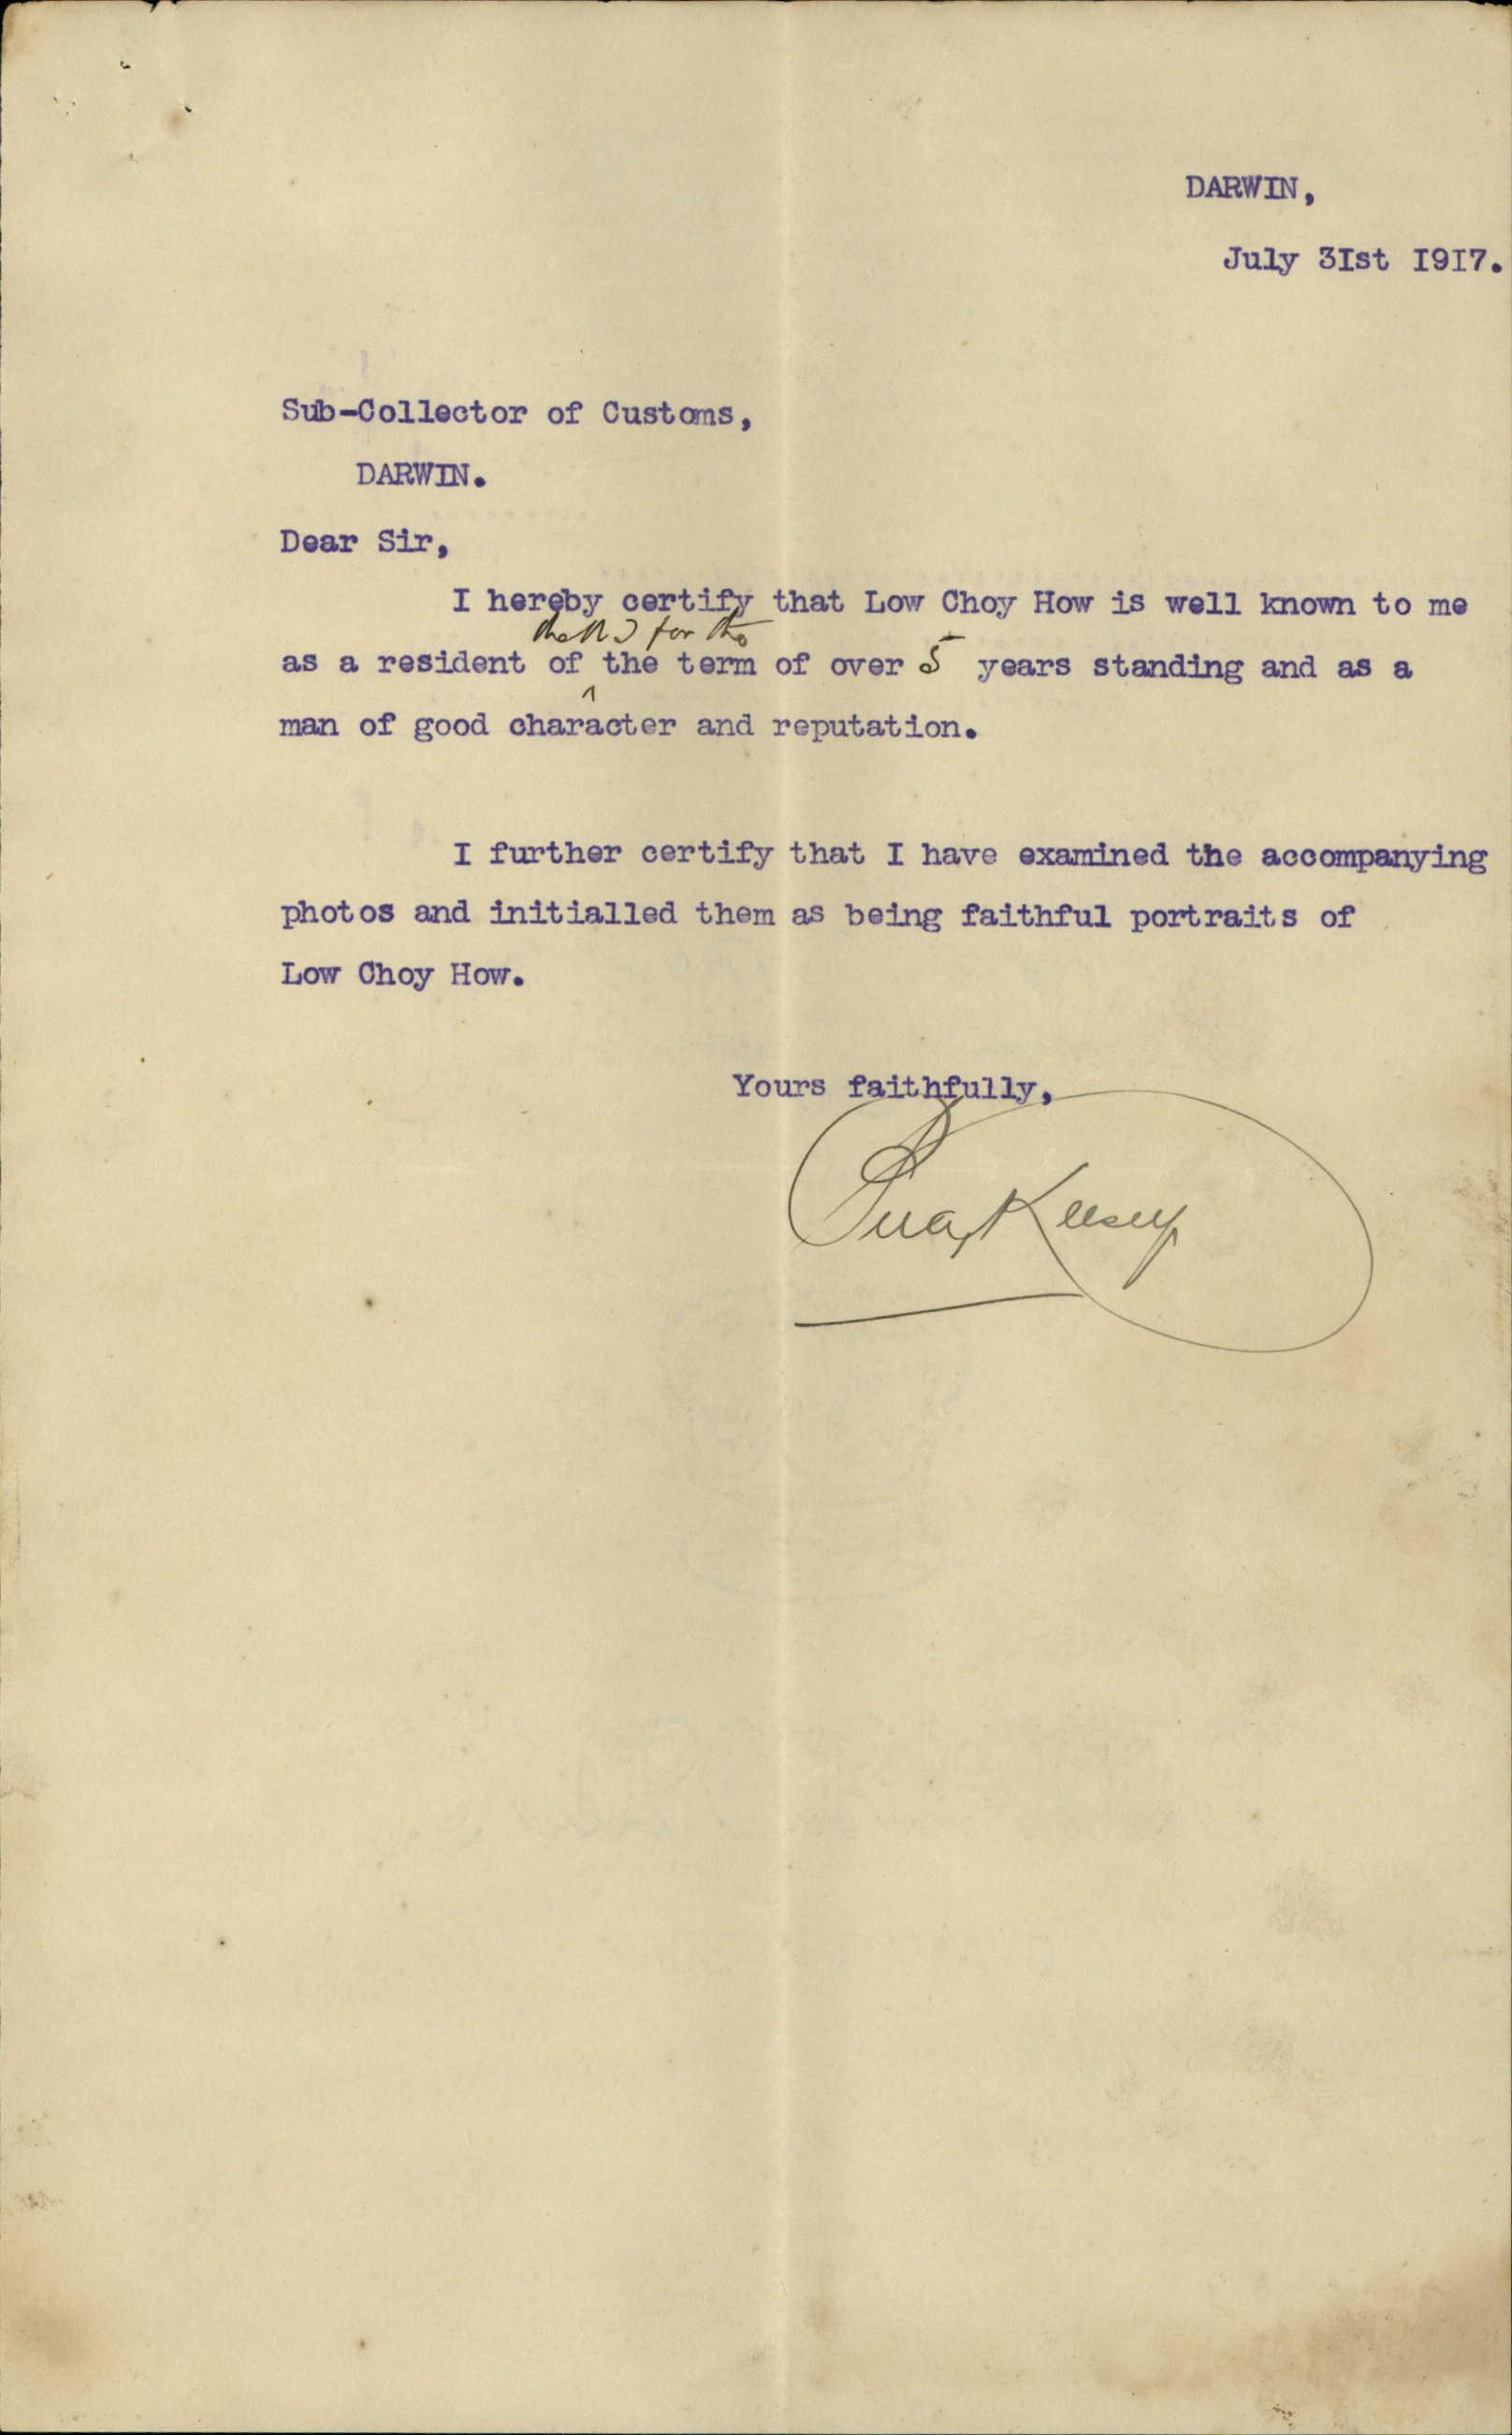 DARWIN,
July 3Ist I9I7.
Sub-Collector of Customs,
DARWIN.
Dear Sir,
I hereby certify that Low Choy How is well known to me
for the
as a resident of the term of over 5 years standing and as a
man of good character and reputation.
I further certify that I have examined the accompanying
photos and initialled them as being faithful portraits of
Low Choy How.
Yours faithfully,